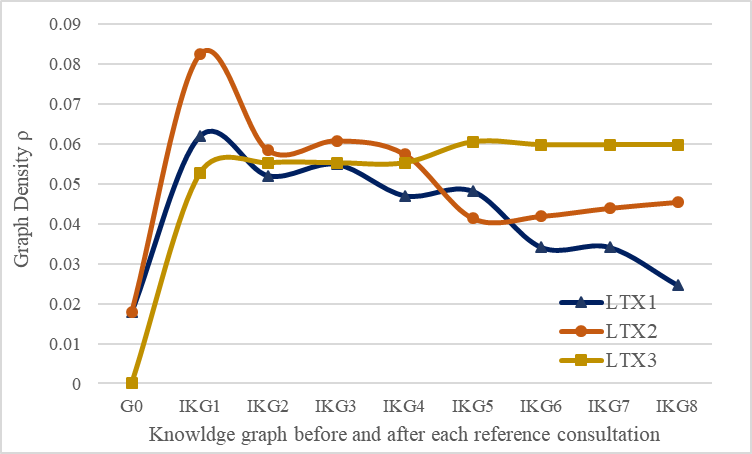 0.09
0.08
0.07
0.06
0.05
0.04
0.03
0.02
0.01
0
Graph Density ρ
LTX1
LTX2
LTX3
G0 IKG1 IKG2 IKG3 IKG4 IKG5 IKG6 IKG7 IKG8
Knowldge graph before and after each reference consultation